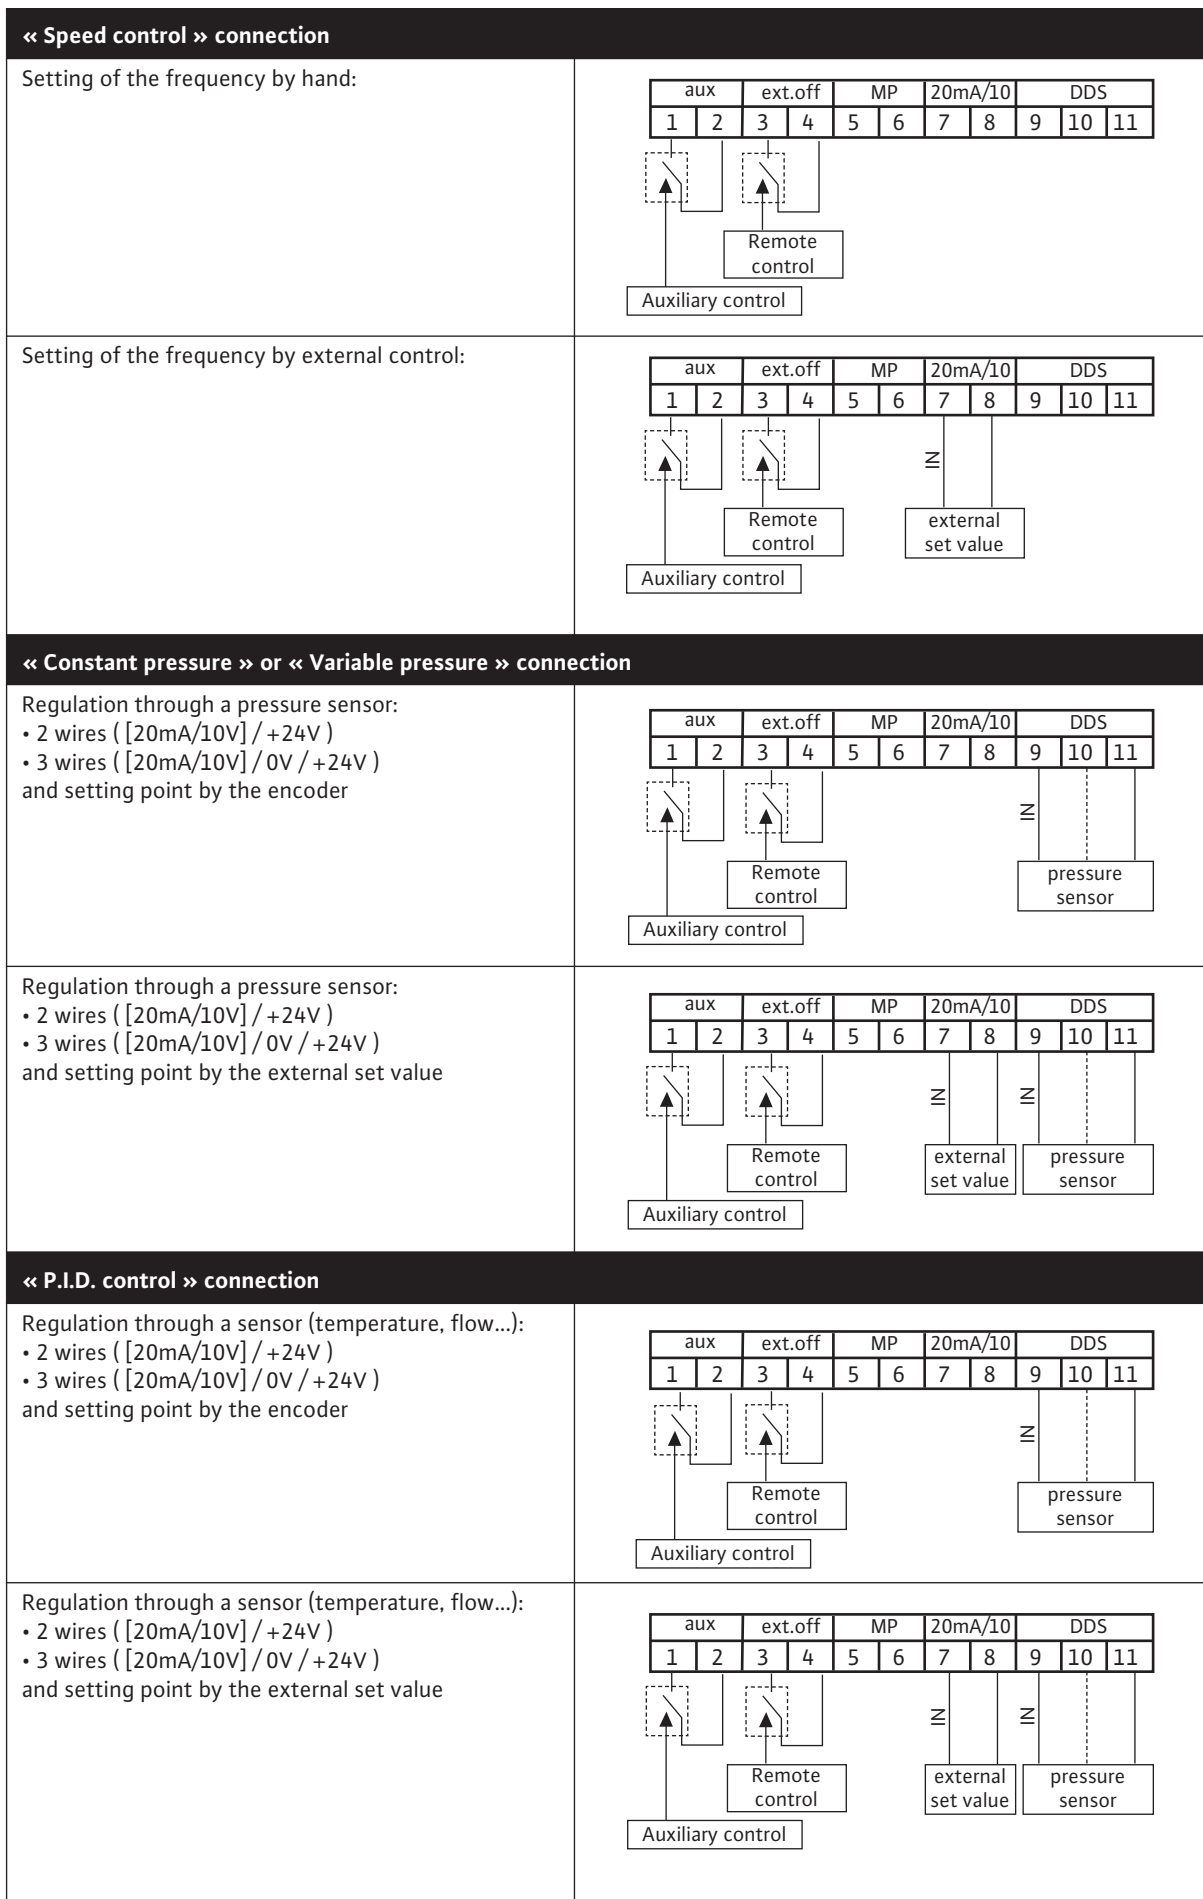 « Speed control » connection
Setting of the frequency by hand:
aux ext.off MP 20mA/10 DDS
1 2 3 4 5 6 7 8 9 10 11
Remote
control
Auxiliary control
Setting of the frequency by external control:
aux ext.off MP 20mA/10 DDS
1 2 3 4 5 6 7 8 9 10 11
IN
Remote
control
external
set value
Auxiliary control
« Constant pressure » or « Variable pressure » connection
Regulation through a pressure sensor:
• 2 wires ( [20mA/10V] / +24V )
• 3 wires ( [20mA/10V] / 0V / +24V )
and setting point by the encoder
aux ext.off MP 20mA/10 DDS
1 2 3 4 5 6 7 8 9 10 11
IN
Remote
control
pressure
sensor
Auxiliary control
Regulation through a pressure sensor:
• 2 wires ( [20mA/10V] / +24V )
• 3 wires ( [20mA/10V] / 0V / +24V )
and setting point by the external set value
aux ext.off MP 20mA/10 DDS
1 2 3 4 5 6 7 8 9 10 11
IN IN
Remote
control
external
set value
pressure
sensor
Auxiliary control
« P.I.D. control » connection
Regulation through a sensor (temperature, flow...):
• 2 wires ( [20mA/10V] / +24V )
• 3 wires ( [20mA/10V] / 0V / +24V )
and setting point by the encoder
aux ext.off MP 20mA/10 DDS
1 2 3 4 5 6 7 8 9 10 11
IN
Remote
control
pressure
sensor
Auxiliary control
Regulation through a sensor (temperature, flow...):
• 2 wires ( [20mA/10V] / +24V )
• 3 wires ( [20mA/10V] / 0V / +24V )
and setting point by the external set value
aux ext.off MP 20mA/10 DDS
1 2 3 4 5 6 7 8 9 10 11
IN IN
Remote
control
external
set value
pressure
sensor
Auxiliary control